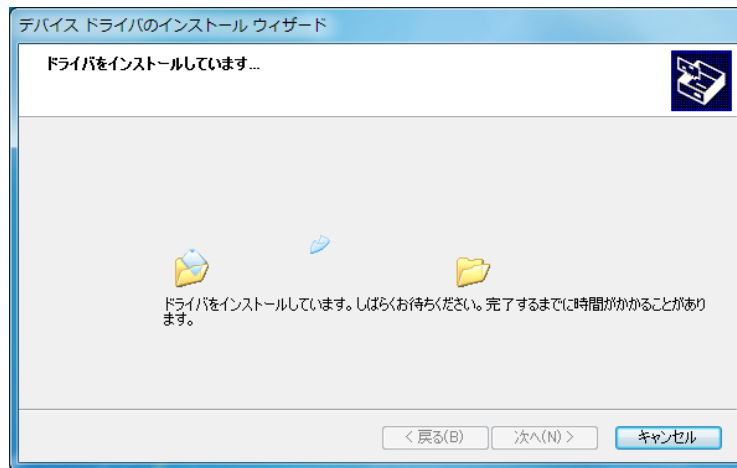 デバイス ドライバのインストール ウィザード
ドライバをインストールしています...
ドライバをインストールしています。しばらくお待ちください。完了するまでに時間がかかることがあり
ます。
< 戻る(B)
次へ(N) >
キャンセル